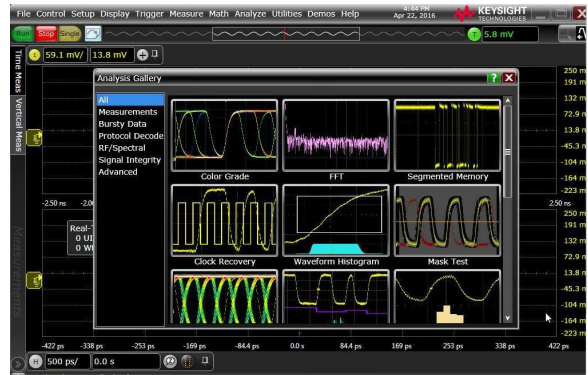 File Control Setup Display Trigger Measure Math Analyze Utilities Demos Help
4:44 PM
Apr 22, 2016
KEYSIGHT
TECHNOLOGIES
Run Stop Single
T 5.8 mV
1 59.1 mV/ 13.8 mV
Time Meas
Vertical Meas
Measurements
Analysis Gallery
? X
All
Measurements
Bursty Data
Protocol Decode
RF/Spectral
Signal Integrity
Advanced
Color Grade
FFT
Segmented Memory
Clock Recovery
Waveform Histogram
Mask Test
250 m
191 m
132 m
72.9 m
13.8 m
-45.3 m
-104 m
-164 m
-223 m
-250 ns
250 ns
0 UI
250 m
191 m
132 m
72.9 m
13.8 m
-45.3 m
-104 m
-164 m
-223 m
-422 ps -338 ps -253 ps -169 ps -84.4 ps 0.0 s 84.4 ps 169 ps 253 ps 338 ps 422 ps
H 500 ps/ 0.0 s